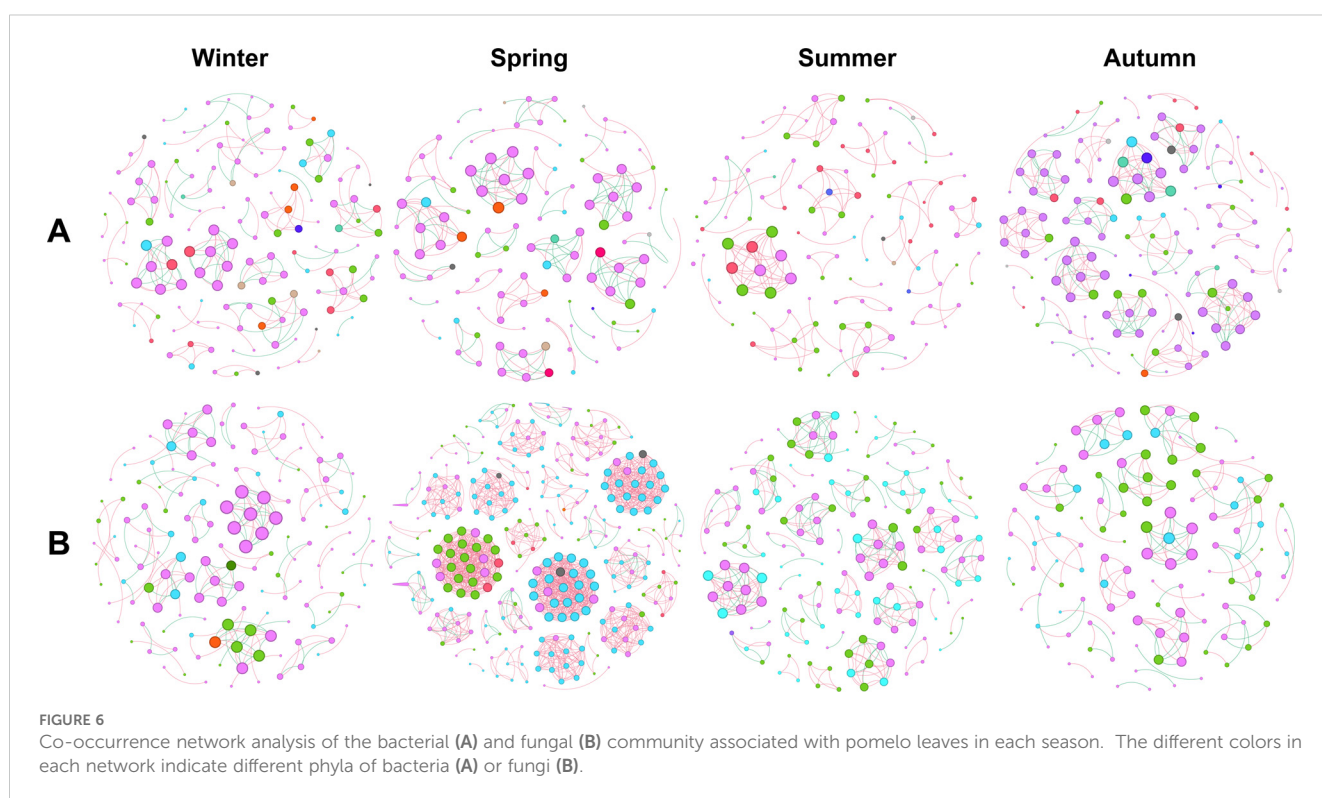 Winter Spring Summer Autumn
A
B
FIGURE 6
Co-occurrence network analysis of the bacterial (A) and fungal (B) community associated with pomelo leaves in each season. The different colors in
each network indicate different phyla of bacteria (A) or fungi (B).